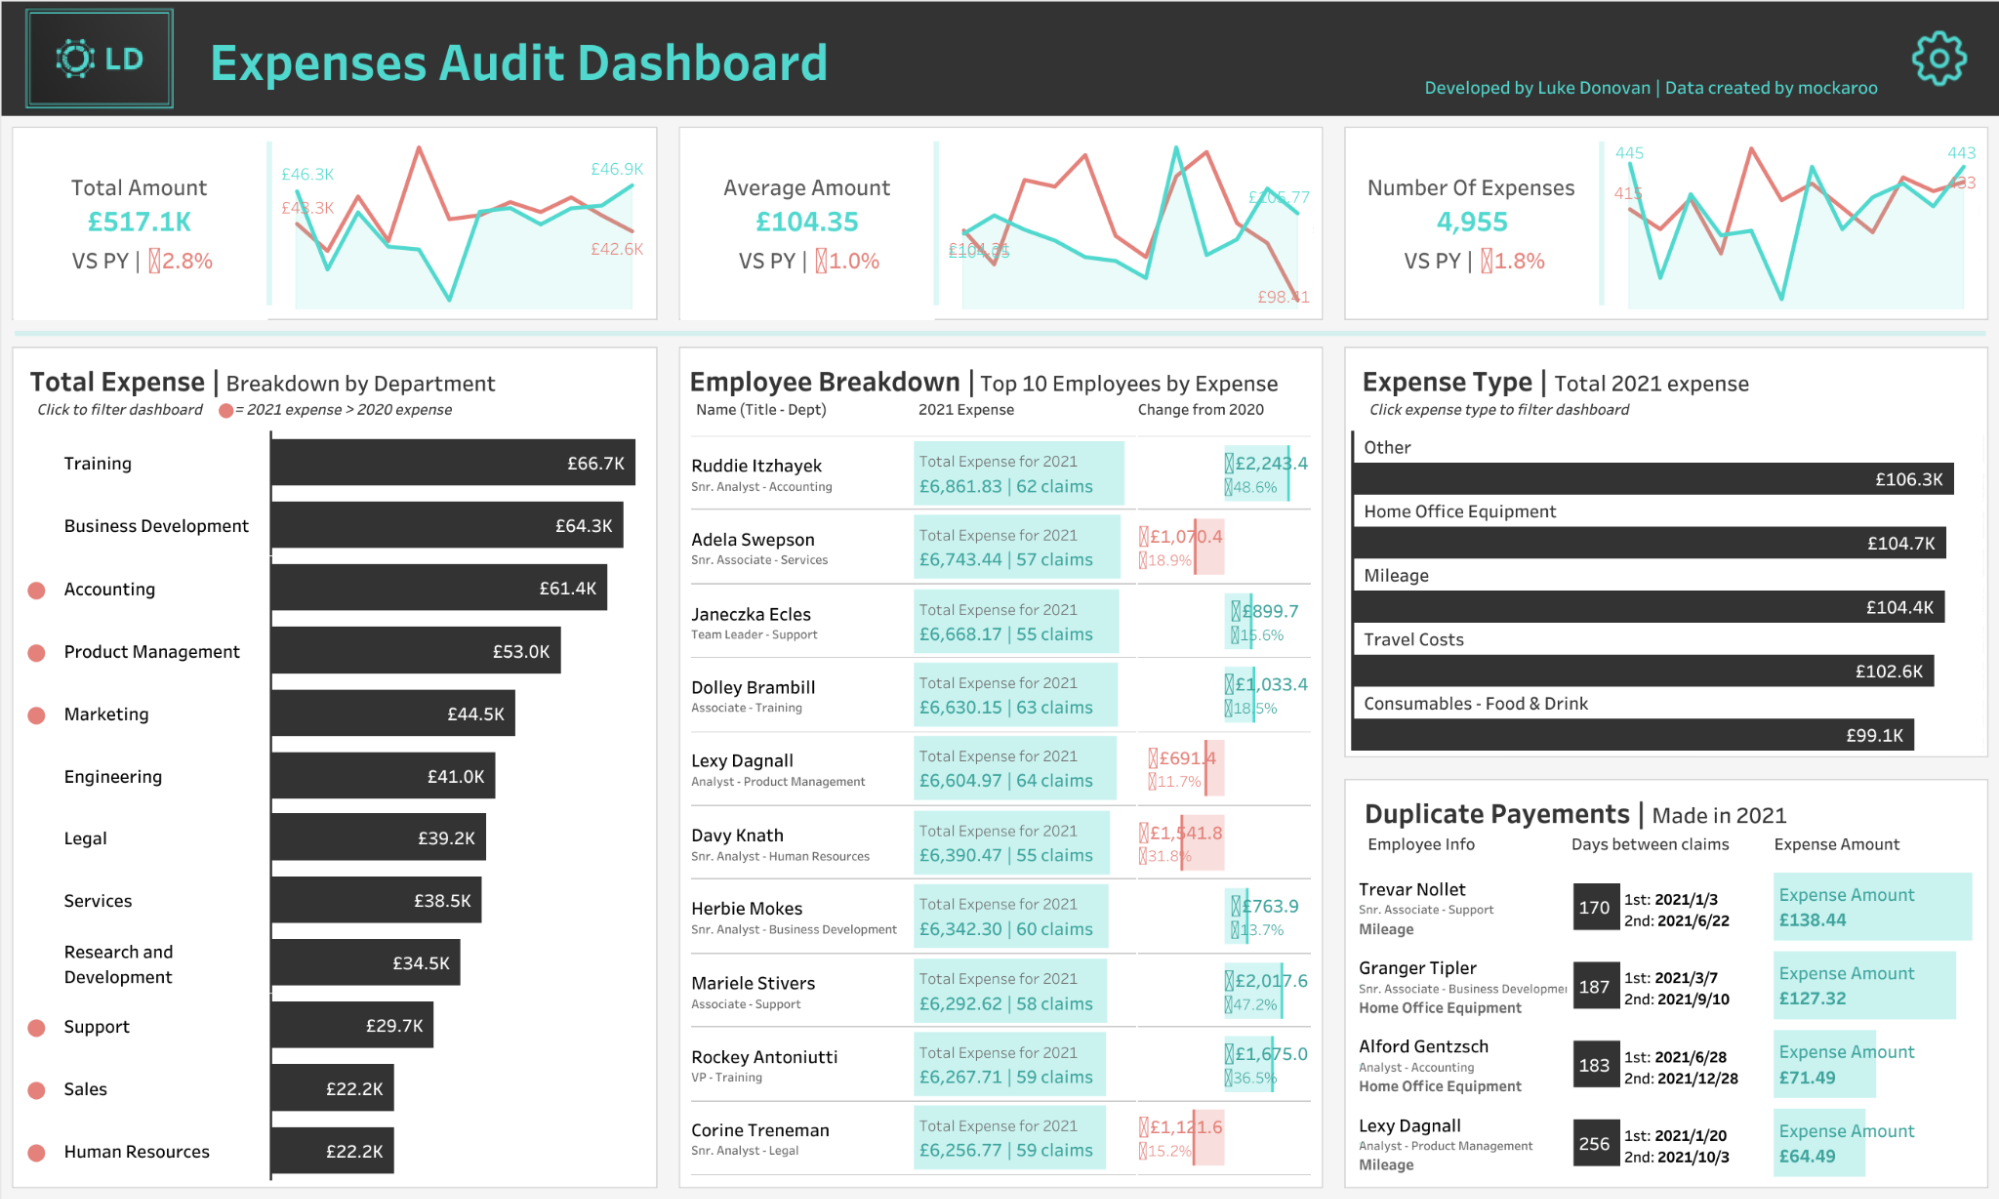 LD
Expenses Audit Dashboard
Developed by Luke Donovan | Data created by mockaroo
Total Amount
£517.1K
VS PY | 2.8%
£46.3K
£43.3K
£46.9K
£42.6K
Average Amount
£104.35
VS PY | 1.0%
£105.77
£98.41
Number Of Expenses
4,955
VS PY | 1.8%
445
415
443
433
Total Expense | Breakdown by Department
Click to filter dashboard = 2021 expense > 2020 expense
Training £66.7K
Business Development £64.3K
Accounting £61.4K
Product Management £53.0K
Marketing £44.5K
Engineering £41.0K
Legal £39.2K
Services £38.5K
Research and
Development £34.5K
Support £29.7K
Sales £22.2K
Human Resources £22.2K
Employee Breakdown | Top 10 Employees by Expense
Name (Title - Dept) 2021 Expense Change from 2020
Ruddie Itzhayek
Snr. Analyst - Accounting
Total Expense for 2021
£6,861.83 | 62 claims
£2,243.4
48.6%
Adela Swepson
Snr. Associate - Services
Total Expense for 2021
£6,743.44 | 57 claims
£1,070.4
18.9%
Janeczka Ecles
Team Leader - Support
Total Expense for 2021
£6,668.17 | 55 claims
£899.7
15.6%
Dolley Brambill
Associate - Training
Total Expense for 2021
£6,630.15 | 63 claims
£1,033.4
18.5%
Lexy Dagnall
Analyst - Product Management
Total Expense for 2021
£6,604.97 | 64 claims
£691.4
11.7%
Davy Knath
Snr. Analyst - Human Resources
Total Expense for 2021
£6,390.47 | 55 claims
£1,541.8
31.8%
Herbie Mokes
Snr. Analyst - Business Development
Total Expense for 2021
£6,342.30 | 60 claims
£763.9
13.7%
Mariele Stivers
Associate - Support
Total Expense for 2021
£6,292.62 | 58 claims
£2,017.6
47.2%
Rockey Antoniutti
VP - Training
Total Expense for 2021
£6,267.71 | 59 claims
£1,675.0
36.5%
Corine Treneman
Snr. Analyst - Legal
Total Expense for 2021
£6,256.77 | 59 claims
£1,121.6
15.2%
Expense Type | Total 2021 expense
Click expense type to filter dashboard
Other
£106.3K
Home Office Equipment
£104.7K
Mileage
£104.4K
Travel Costs
£102.6K
Consumables - Food & Drink
£99.1K
Duplicate Payements | Made in 2021
Employee Info Days between claims Expense Amount
Trevar Nollet
Snr. Associate - Support
Mileage
170
1st: 2021/1/3
2nd: 2021/6/22
Expense Amount
£138.44
Granger Tipler
Snr. Associate - Business Developmen
Home Office Equipment
187
1st: 2021/3/7
2nd: 2021/9/10
Expense Amount
£127.32
Alford Gentzsch
Analyst - Accounting
Home Office Equipment
183
1st: 2021/6/28
2nd: 2021/12/28
Expense Amount
£71.49
Lexy Dagnall
Analyst - Product Management
Mileage
256
1st: 2021/1/20
2nd: 2021/10/3
Expense Amount
£64.49